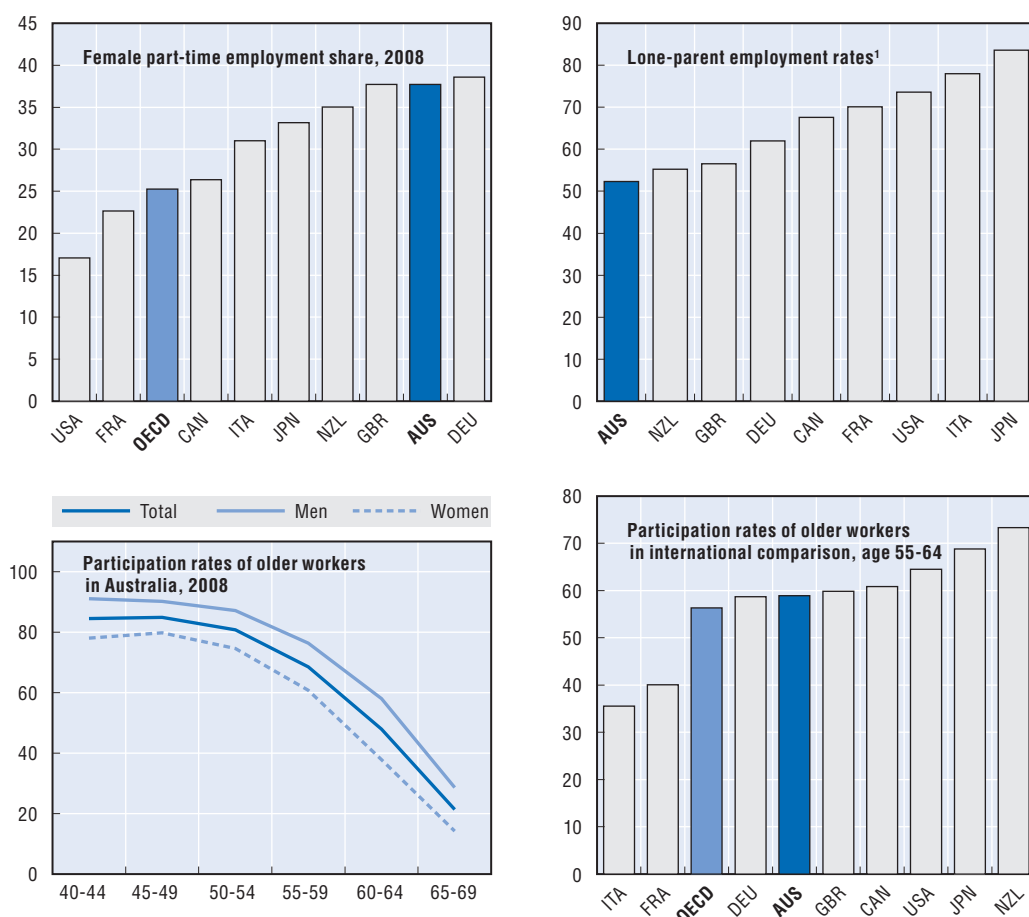 Female part-time employment share, 2008
45
40
35
30
25
20
15
10
5
0
USA
FRA
OECD
CAN
ITA
JPN
NZL
GBR
AUS
DEU
Lone-parent employment rates¹
90
80
70
60
50
40
30
20
10
0
AUS
NZL
GBR
DEU
CAN
FRA
USA
ITA
JPN
Total
Men
Women
Participation rates of older workers
in Australia, 2008
100
80
60
40
20
0
40-44
45-49
50-54
55-59
60-64
65-69
Participation rates of older workers
in international comparison, age 55-64
80
70
60
50
40
30
20
10
0
ITA
FRA
OECD
DEU
AUS
GBR
CAN
USA
JPN
NZL